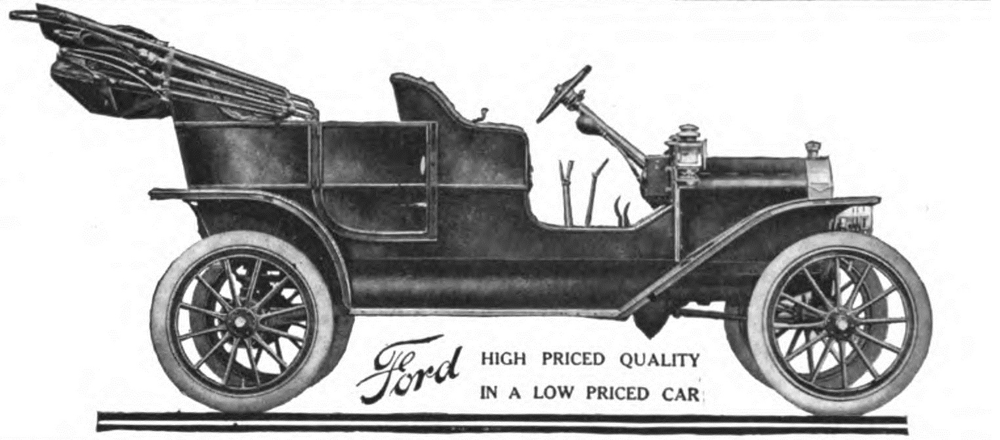 Ford
HIGH PRICED QUALITY
IN A LOW PRICED CAR